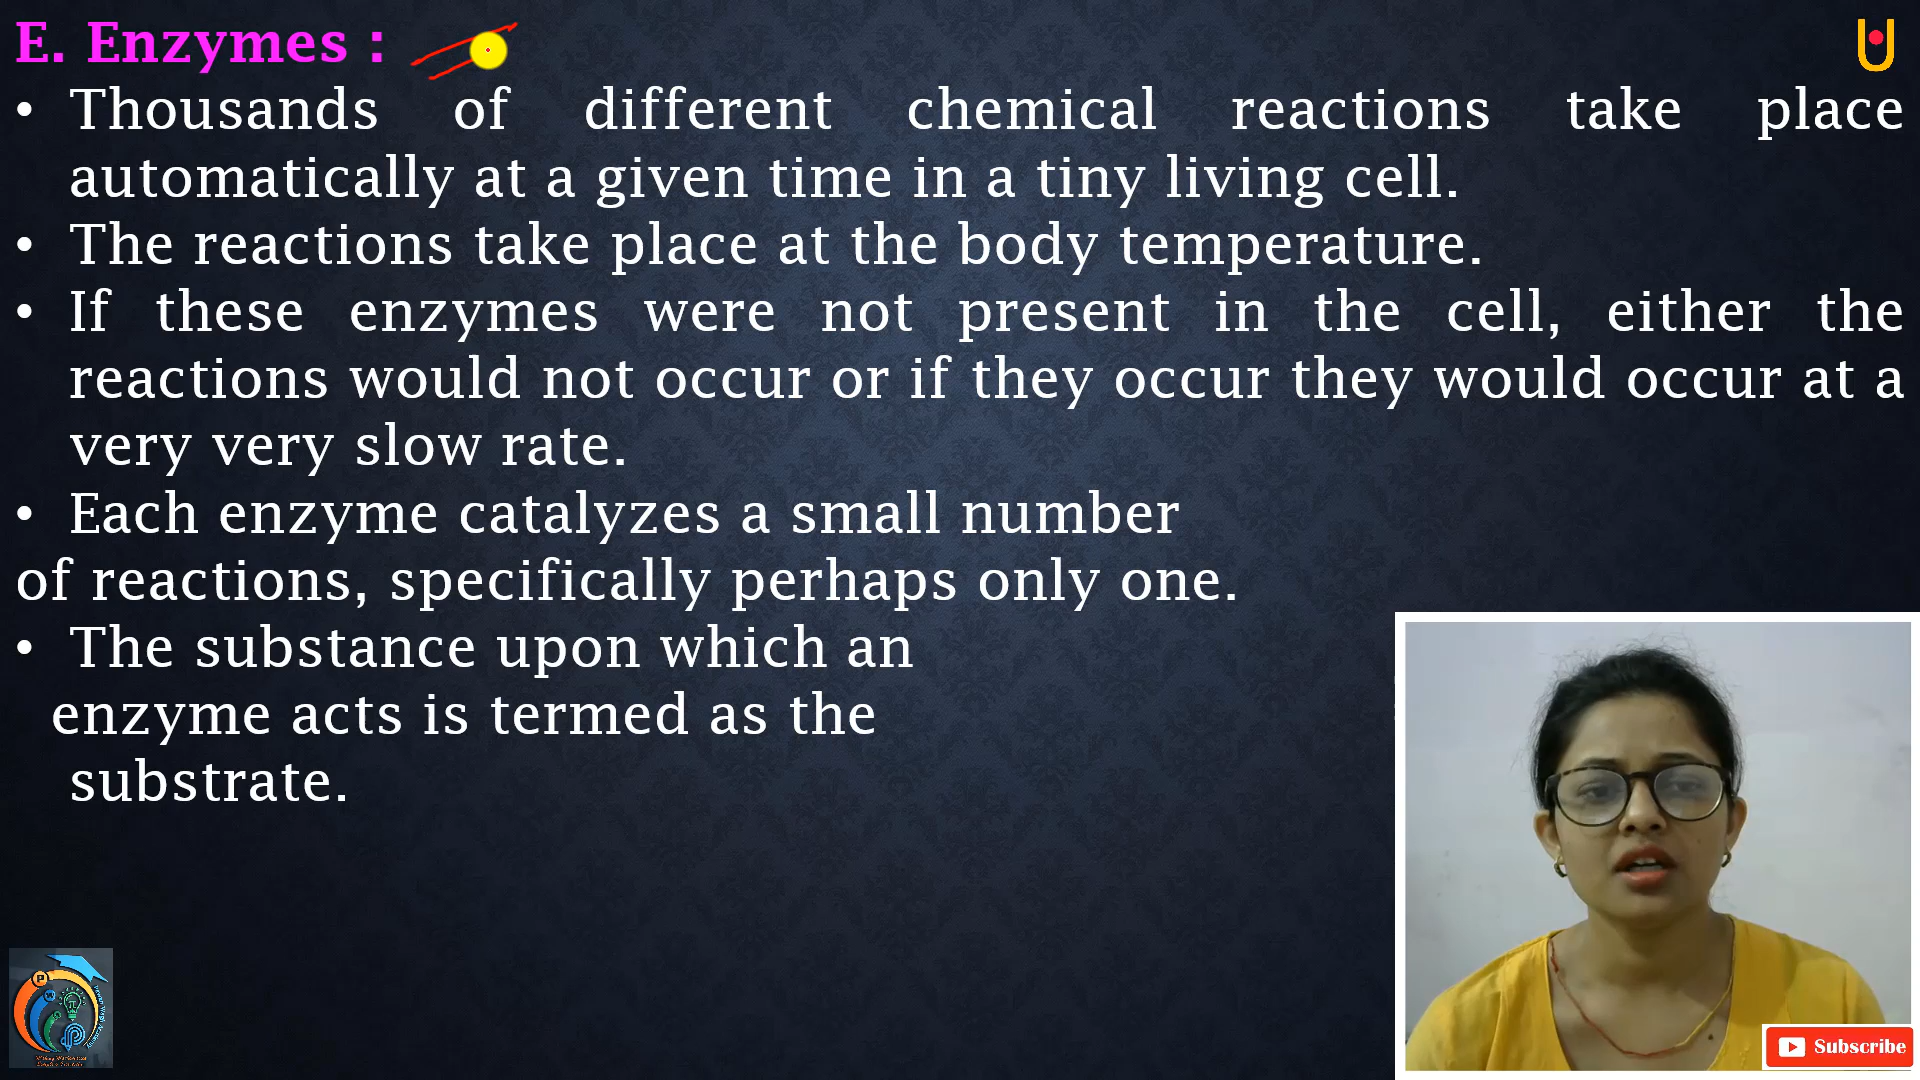 E. Enzymes :
• Thousands of different chemical reactions take place
automatically at a given time in a tiny living cell.
• The reactions take place at the body temperature.
• If these enzymes were not present in the cell, either the
reactions would not occur or if they occur they would occur at a
very very slow rate.
• Each enzyme catalyzes a small number
of reactions, specifically perhaps only one.
• The substance upon which an
enzyme acts is termed as the
substrate.
Subscribe